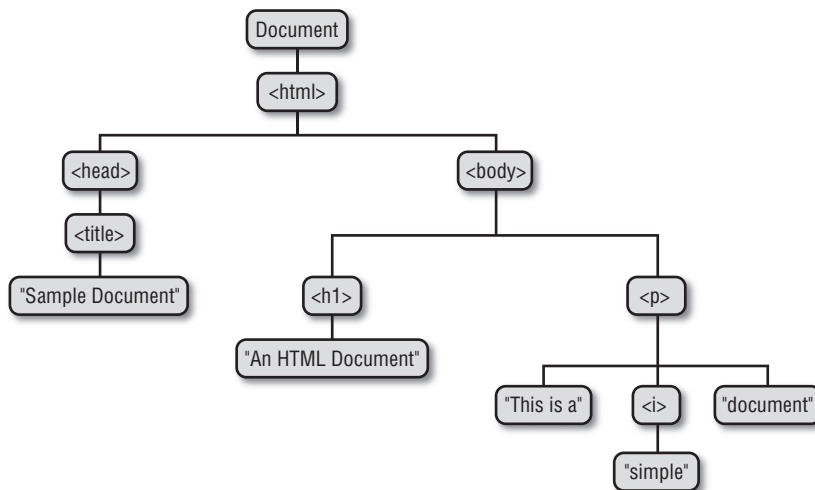 Document
<html>
<head>
<body>
<title>
"Sample Document"
<h1>
<p>
"An HTML Document"
"This is a"
<i>
"document"
"simple"